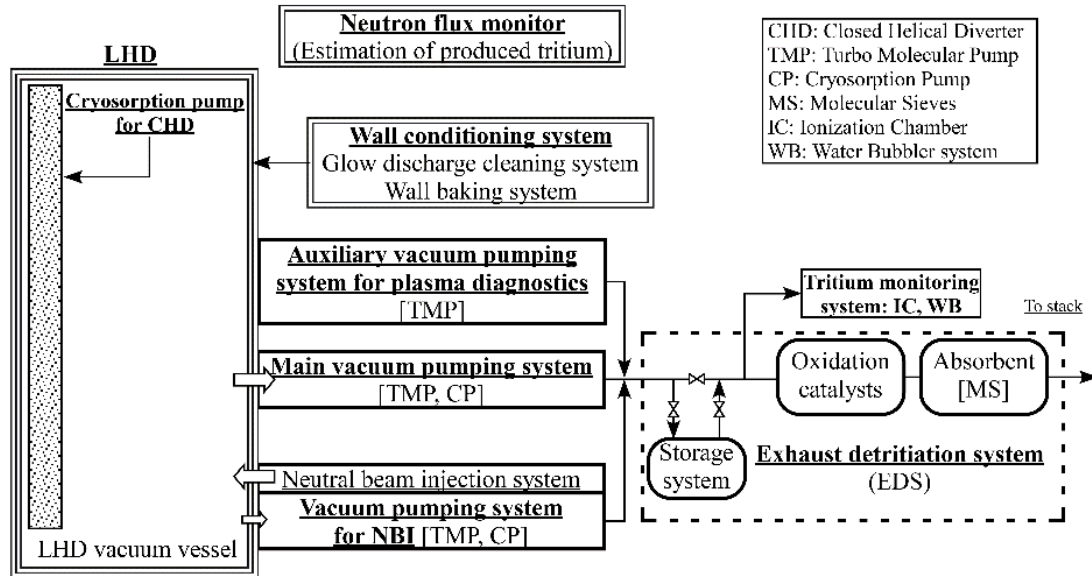 Neutron flux monitor
(Estimation of produced tritium)
CHD: Closed Helical Diverter
TMP: Turbo Molecular Pump
CP: Cryosorption Pump
MS: Molecular Sieves
IC: Ionization Chamber
WB: Water Bubbler system
LHD
Cryosorption pump
for CHD
Wall conditioning system
Glow discharge cleaning system
Wall baking system
Auxiliary vacuum pumping
system for plasma diagnostics
[TMP]
Tritium monitoring
system: IC, WB
To stack
Main vacuum pumping system
[TMP, CP]
Oxidation
catalysts
Absorbent
[MS]
Storage
system
Exhaust detritiation system
(EDS)
Neutral beam injection system
Vacuum pumping system
for NBI [TMP, CP]
LHD vacuum vessel